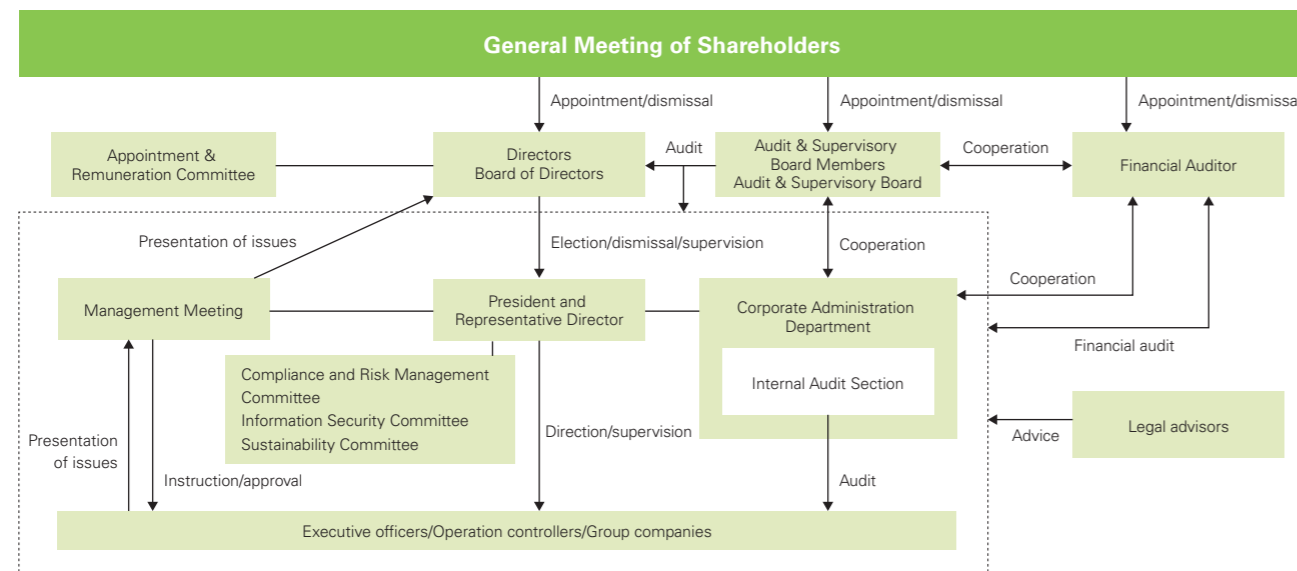 General Meeting of Shareholders
Appointment/dismissal
Appointment/dismissal
Appointment/dismissa
Appointment &
Remuneration Committee
Directors
Board of Directors
Audit
Audit & Supervisory
Board Members
Audit & Supervisory Board
Cooperation
Financial Auditor
Presentation of issues
Election/dismissal/supervision
Cooperation
Cooperation
Management Meeting
President and
Representative Director
Corporate Administration
Department
Internal Audit Section
Financial audit
Compliance and Risk Management
Committee
Information Security Committee
Sustainability Committee
Presentation
of issues
Instruction/approval
Direction/supervision
Audit
Advice
Legal advisors
Executive officers/Operation controllers/Group companies